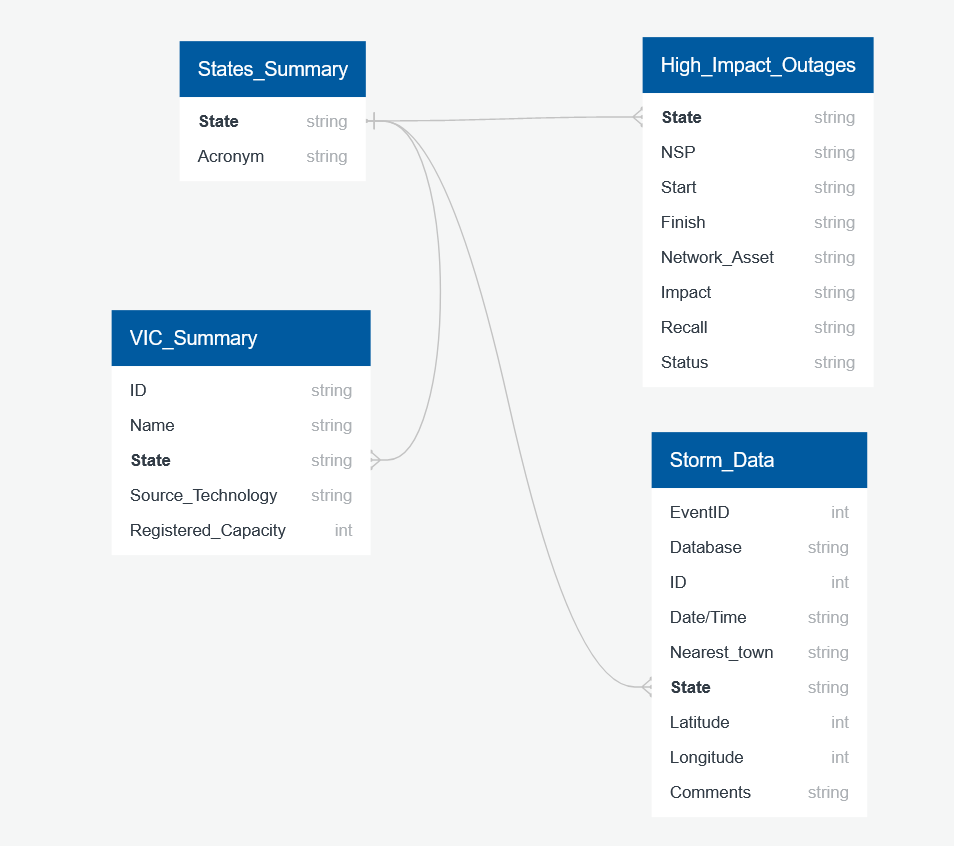 States_Summary
State string
Acronym string
High_Impact_Outages
State string
NSP string
Start string
Finish string
Network_Asset string
Impact string
Recall string
Status string
VIC_Summary
ID string
Name string
State string
Source_Technology string
Registered_Capacity int
Storm_Data
EventID int
Database string
ID int
Date/Time string
Nearest_town string
State string
Latitude int
Longitude int
Comments string